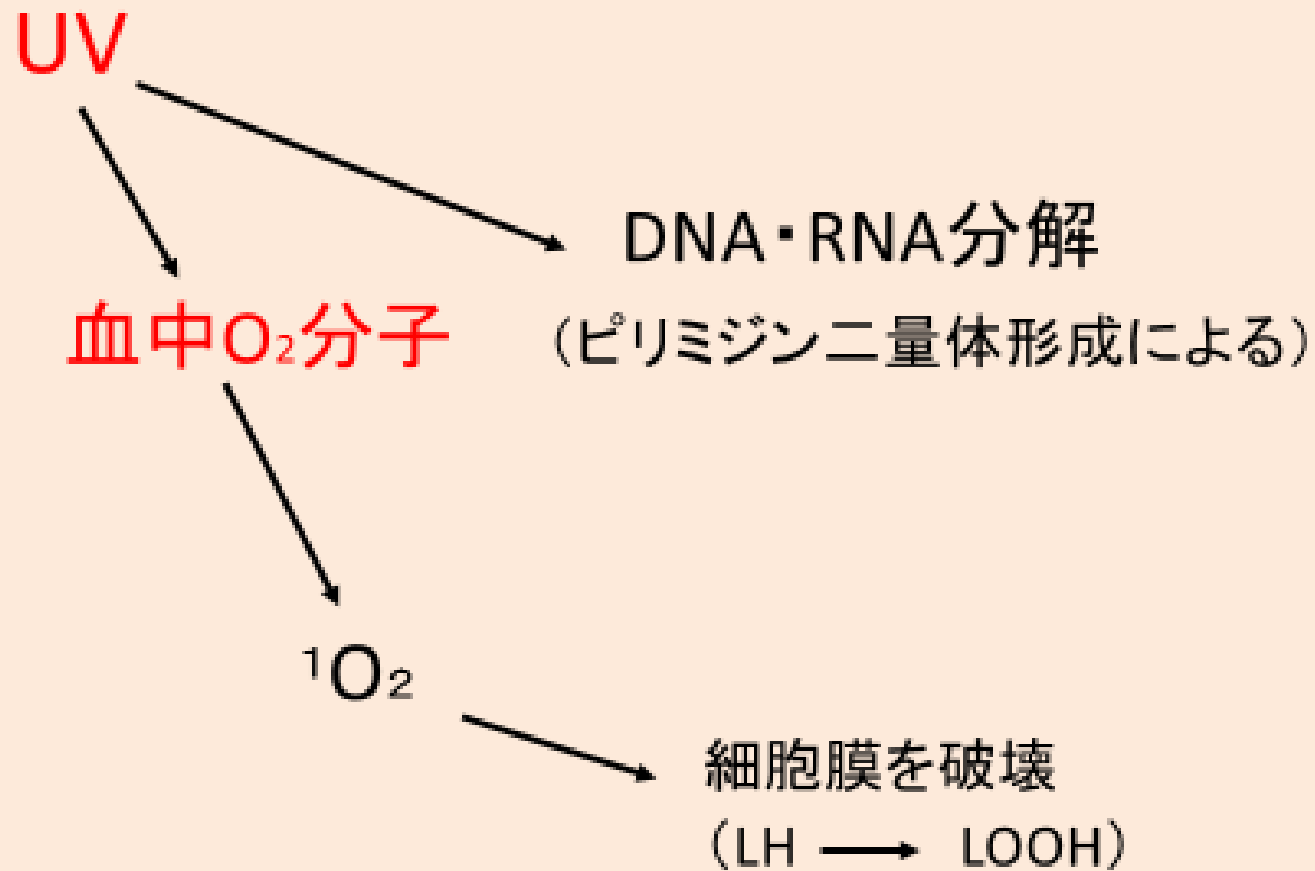 UV
DNA・RNA分解
血中O₂分子
(ピリミジン二量体形成による)
¹O₂
細胞膜を破壊
(LH → LOOH)